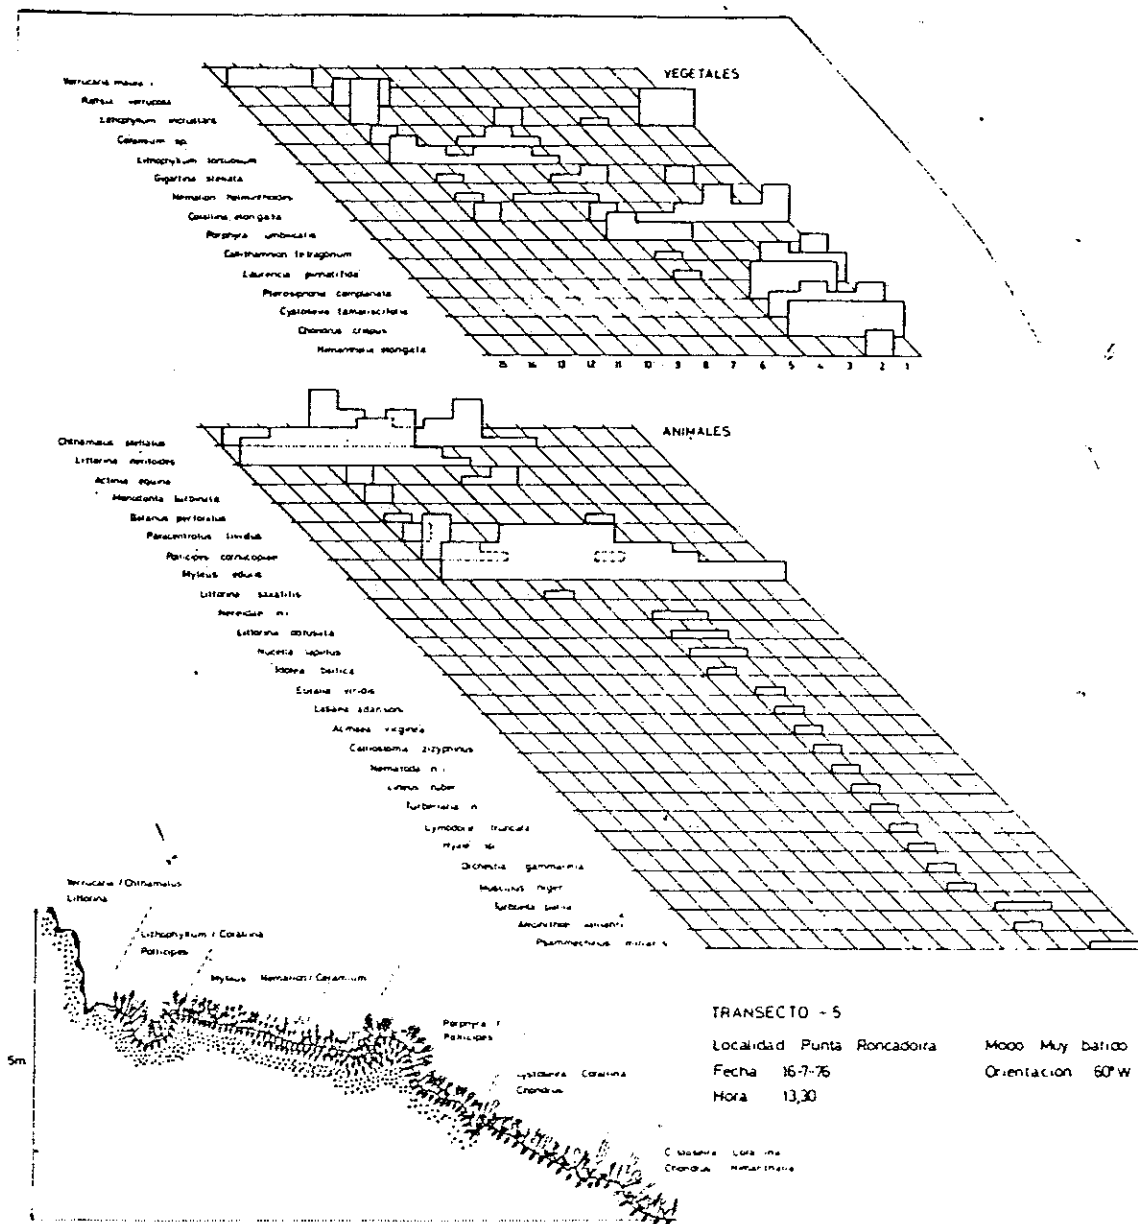 VEGETALES
Verrucaria maura
Ralfsia verrucosa
Lithophyllum incrustans
Ceramium sp.
Lithophyllum tortuosum
Gigartina stellata
Nemalion helminthoides
Corallina elongata
Porphyra umbilicalis
Callithamnion tetragonum
Laurencia pinnatifida
Pterosiphonia complanata
Cystoseira tamariscifolia
Chondrus crispus
Himanthalia elongata
15 14 13 12 11 10 9 8 7 6 5 4 3 2 1
ANIMALES
Chthamalus stellatus
Littorina neritoides
Actinia equina
Monodonta turbinata
Balanus perforatus
Paracentrotus lividus
Pollicipes cornucopiae
Mytilus edulis
Littorina saxatilis
Nereidae n.i.
Littorina obtusata
Nucella lapillus
Idotea baltica
Eulalia viridis
Lasaea adansoni
Acmaea virginea
Calliostoma zizyphinus
Nematoda n.i.
Lineus ruber
Turbellaria n.
Cymodoce truncata
Hyale sp.
Orchestia gammarella
Musculus niger
Amphithoe vaillanti
Psammechinus miliaris
Verrucaria / Chthamalus
Littorina
Lithophyllum / Corallina
Pollicipes
Mytilus Nemalion / Ceramium
Porphyra /
Pollicipes
Cystoseira Corallina
Chondrus
Cistoseira Corallina
Chondrus Himanthalia
5m
TRANSECTO - 5
Localidad Punta Roncadoira
Modo Muy batido
Fecha 16-7-76
Orientacion 60° W
Hora 13,30